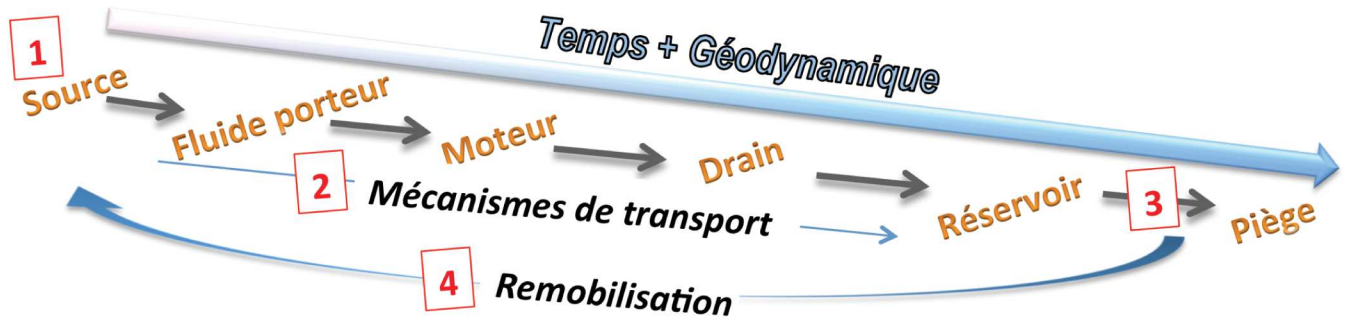 1
Temps + Géodynamique
Source
Fluide porteur
Moteur
Drain
Réservoir
3
Piège
2
Mécanismes de transport
4
Remobilisation